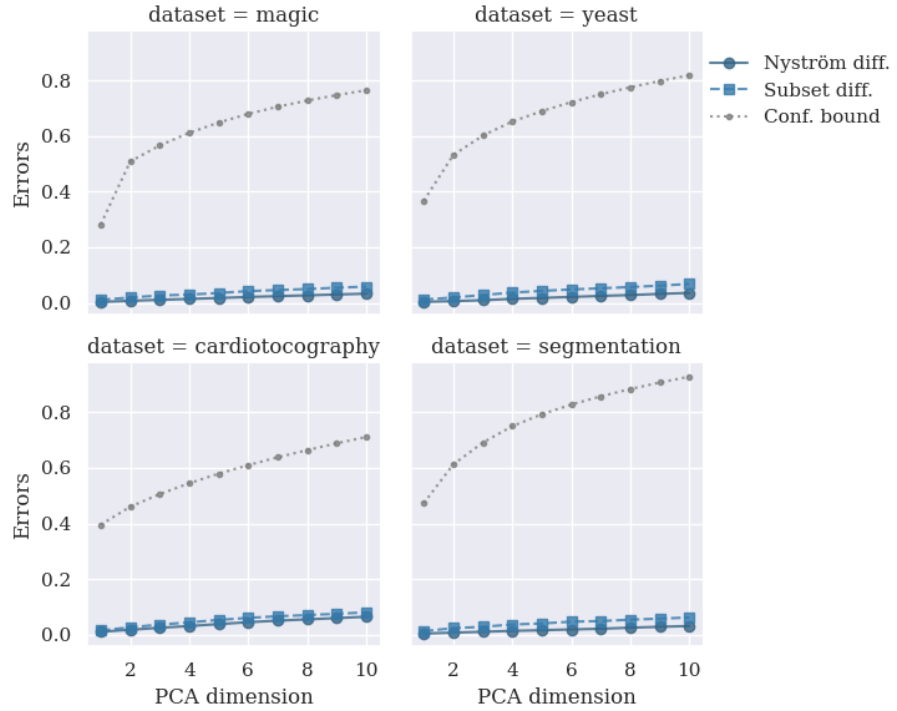 dataset = magic
dataset = yeast
0.8
0.6
0.4
0.2
0.0
Errors
Nyström diff.
Subset diff.
Conf. bound
dataset = cardiotocography
dataset = segmentation
0.8
0.6
0.4
0.2
0.0
Errors
2 4 6 8 10
2 4 6 8 10
PCA dimension
PCA dimension